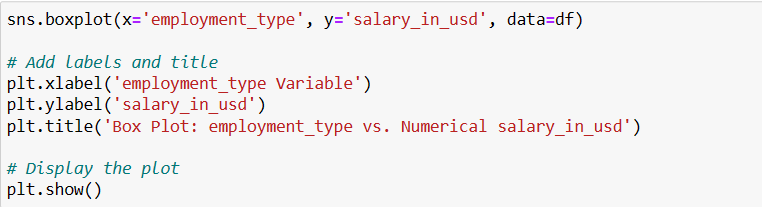 sns.boxplot(x='employment_type', y='salary_in_usd', data=df)
# Add labels and title
plt.xlabel('employment_type Variable')
plt.ylabel('salary_in_usd')
plt.title('Box Plot: employment_type vs. Numerical salary_in_usd')
# Display the plot
plt.show()